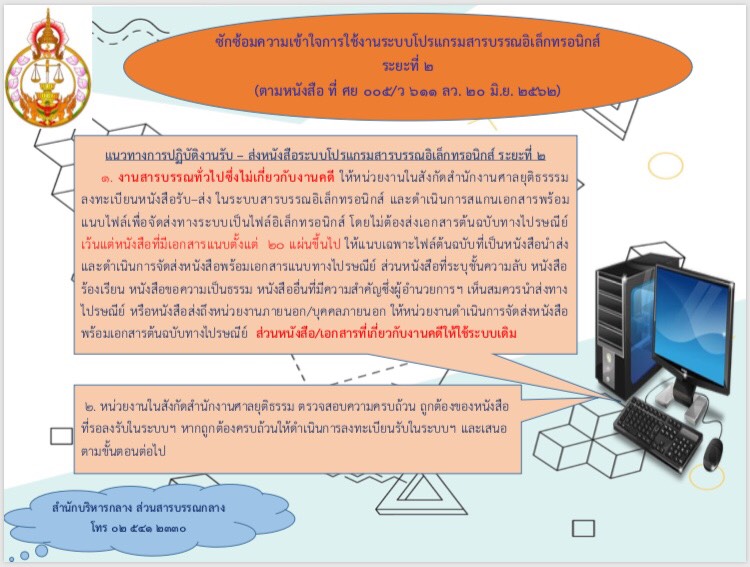 ซักซ้อมความเข้าใจการใช้งานระบบโปรแกรมสารบรรณอิเล็กทรอนิกส์
ระยะที่ ๒
(ตามหนังสือ ที่ ศย ๐๐๕/ว ๖๑๑ ลว. ๒๐ มิ.ย. ๒๕๖๒)
แนวทางการปฏิบัติงานรับ – ส่งหนังสือระบบโปรแกรมสารบรรณอิเล็กทรอนิกส์ ระยะที่ ๒
๑. งานสารบรรณทั่วไปซึ่งไม่เกี่ยวกับงานคดี ให้หน่วยงานในสังกัดสำนักงานศาลยุติธรรรม
ลงทะเบียนหนังสือรับ–ส่ง ในระบบสารบรรณอิเล็กทรอนิกส์ และดำเนินการสแกนเอกสารพร้อม
แนบไฟล์เพื่อจัดส่งทางระบบเป็นไฟล์อิเล็กทรอนิกส์ โดยไม่ต้องส่งเอกสารต้นฉบับทางไปรษณีย์
เว้นแต่หนังสือที่มีเอกสารแนบตั้งแต่ ๒๐ แผ่นขึ้นไป ให้แนบเฉพาะไฟล์ต้นฉบับที่เป็นหนังสือนำส่ง
และดำเนินการจัดส่งหนังสือพร้อมเอกสารแนบทางไปรษณีย์ ส่วนหนังสือที่ระบุชั้นความลับ หนังสือ
ร้องเรียน หนังสือขอความเป็นธรรม หนังสืออื่นที่มีความสำคัญซึ่งผู้อำนวยการฯ เห็นสมควรนำส่งทาง
ไปรษณีย์ หรือหนังสือส่งถึงหน่วยงานภายนอก/บุคคลภายนอก ให้หน่วยงานดำเนินการจัดส่งหนังสือ
พร้อมเอกสารต้นฉบับทางไปรษณีย์ ส่วนหนังสือ/เอกสารที่เกี่ยวกับงานคดีให้ใช้ระบบเดิม
๒. หน่วยงานในสังกัดสำนักงานศาลยุติธรรม ตรวจสอบความครบถ้วน ถูกต้องของหนังสือ
ที่รอลงรับในระบบฯ หากถูกต้องครบถ้วนให้ดำเนินการลงทะเบียนรับในระบบฯ และเสนอ
ตามขั้นตอนต่อไป
สำนักบริหารกลาง ส่วนสารบรรณกลาง
โทร ๐๒ ๕๔๑ ๒๓๓๐